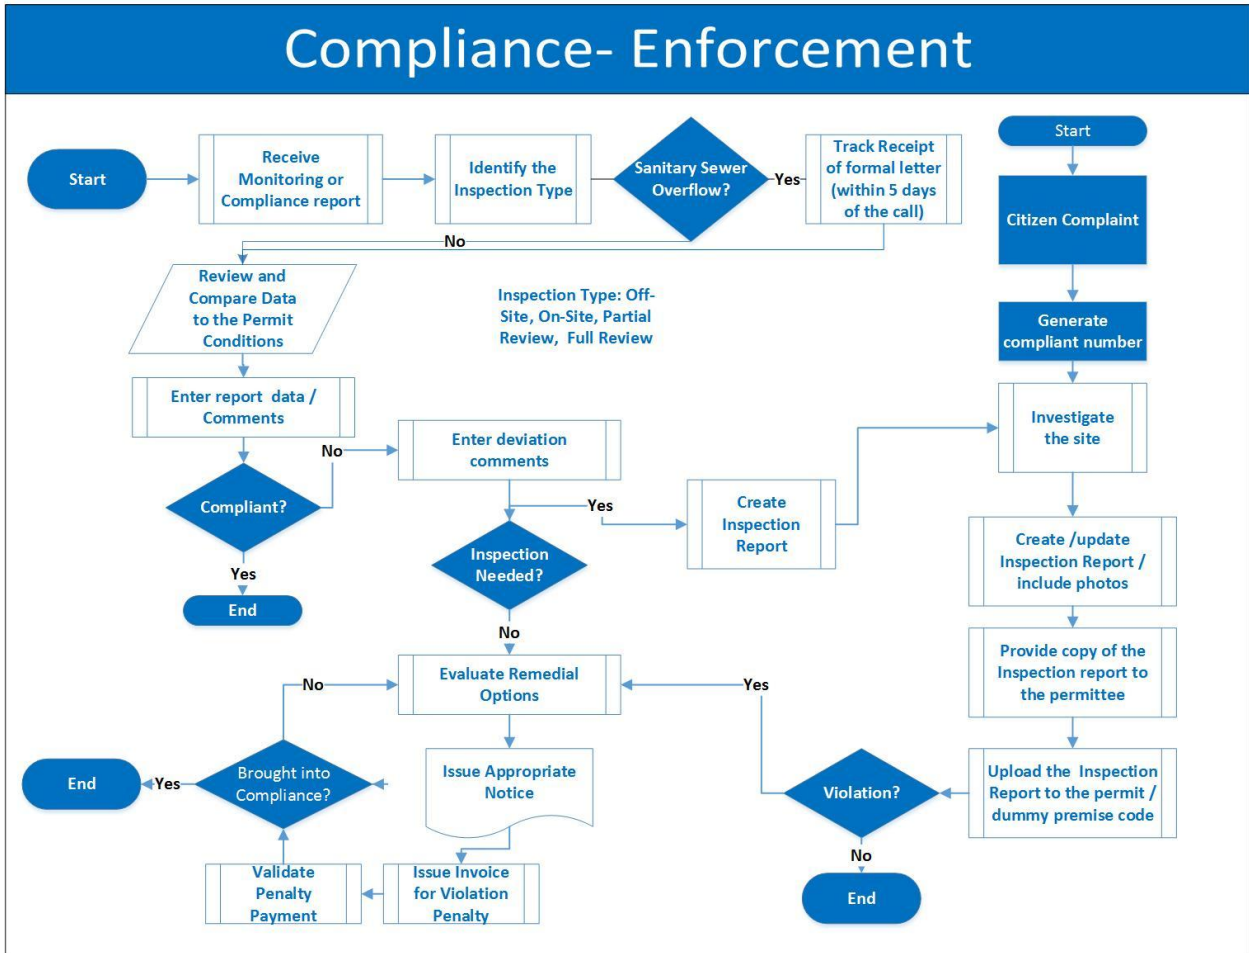 Compliance- Enforcement
Start
Receive
Monitoring or
Compliance report
Identify the
Inspection Type
Sanitary Sewer
Overflow?
Yes
Track Receipt
of formal letter
(within 5 days
of the call)
Start
Citizen Complaint
Generate
compliant number
No
Review and
Compare Data
to the Permit
Conditions
Inspection Type: Off-
Site, On-Site, Partial
Review, Full Review
Enter report data /
Comments
Compliant?
No
Yes
End
Enter deviation
comments
Yes
Inspection
Needed?
No
Create
Inspection
Report
Investigate
the site
Create /update
Inspection Report /
include photos
Provide copy of the
Inspection report to
the permittee
Upload the Inspection
Report to the permit /
dummy premise code
Violation?
Yes
No
End
Evaluate Remedial
Options
Issue Appropriate
Notice
Issue Invoice
for Violation
Penalty
Validate
Penalty
Payment
Brought into
Compliance?
No
Yes
End